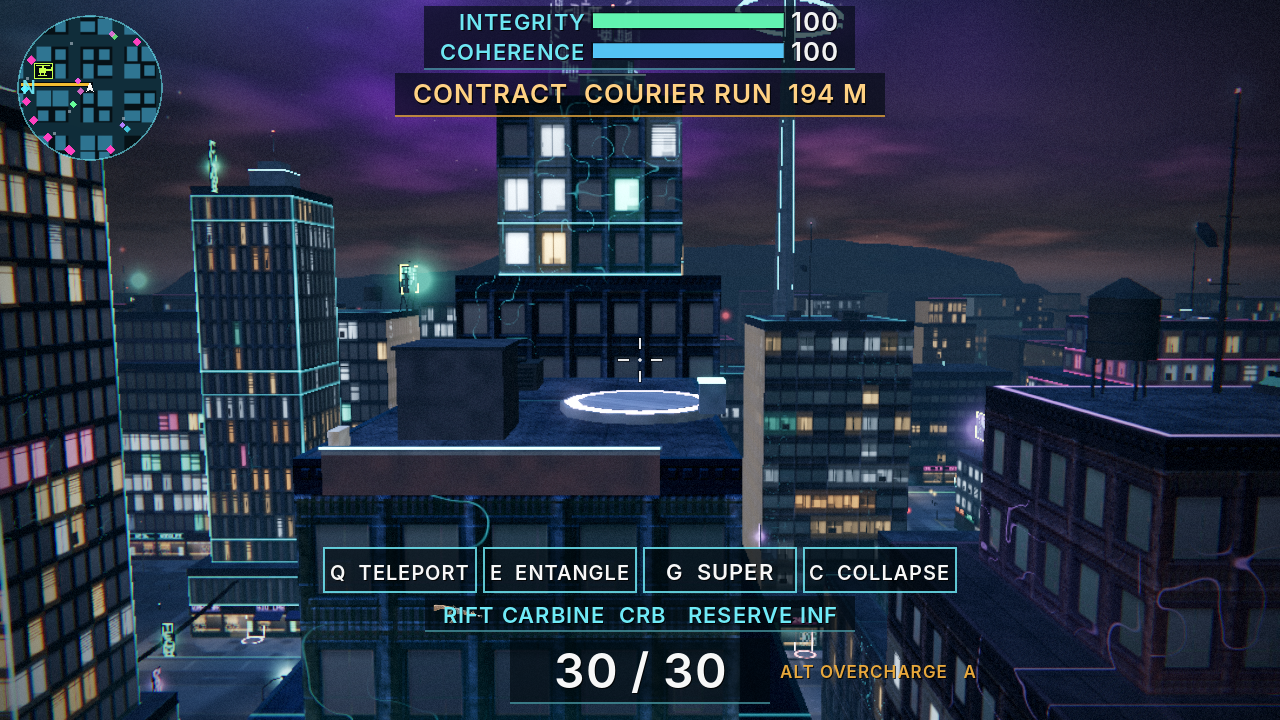 INTEGRITY 100
COHERENCE 100
CONTRACT COURIER RUN 194 M
Q TELEPORT E ENTANGLE G SUPER C COLLAPSE
RIFT CARBINE CRB RESERVE INF
30 / 30
ALT OVERCHARGE A